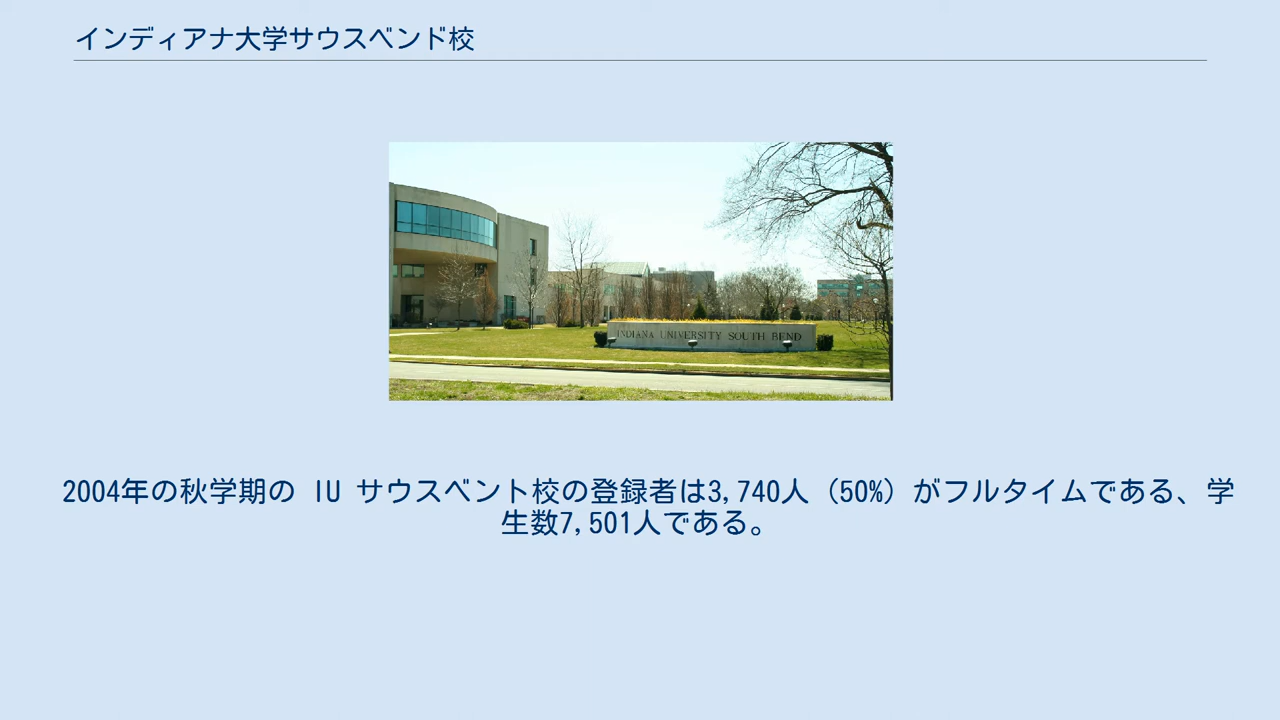 インディアナ大学サウスベンド校
INDIANA UNIVERSITY SOUTH BEND
2004年の秋学期の IU サウスベント校の登録者は3,740人（50%）がフルタイムである、学
生数7,501人である。